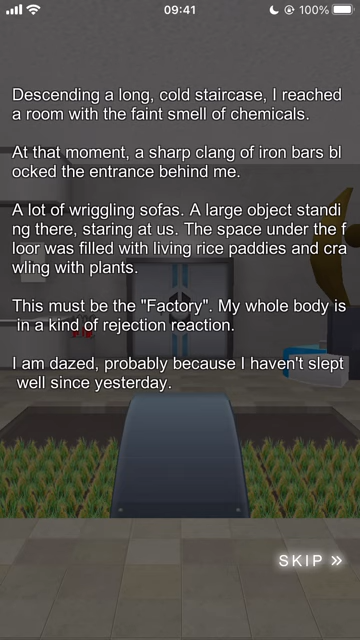 09:41
100%
Descending a long, cold staircase, I reached
a room with the faint smell of chemicals.
At that moment, a sharp clang of iron bars bl
ocked the entrance behind me.
A lot of wriggling sofas. A large object standi
ng there, staring at us. The space under the f
loor was filled with living rice paddies and cra
wling with plants.
This must be the "Factory". My whole body is
in a kind of rejection reaction.
I am dazed, probably because I haven't slept
well since yesterday.
SKIP »